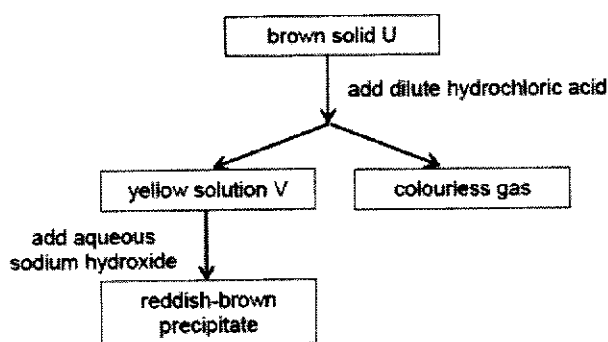 brown solid U
add dilute hydrochloric acid
yellow solution V
colourless gas
add aqueous
sodium hydroxide
reddish-brown
precipitate